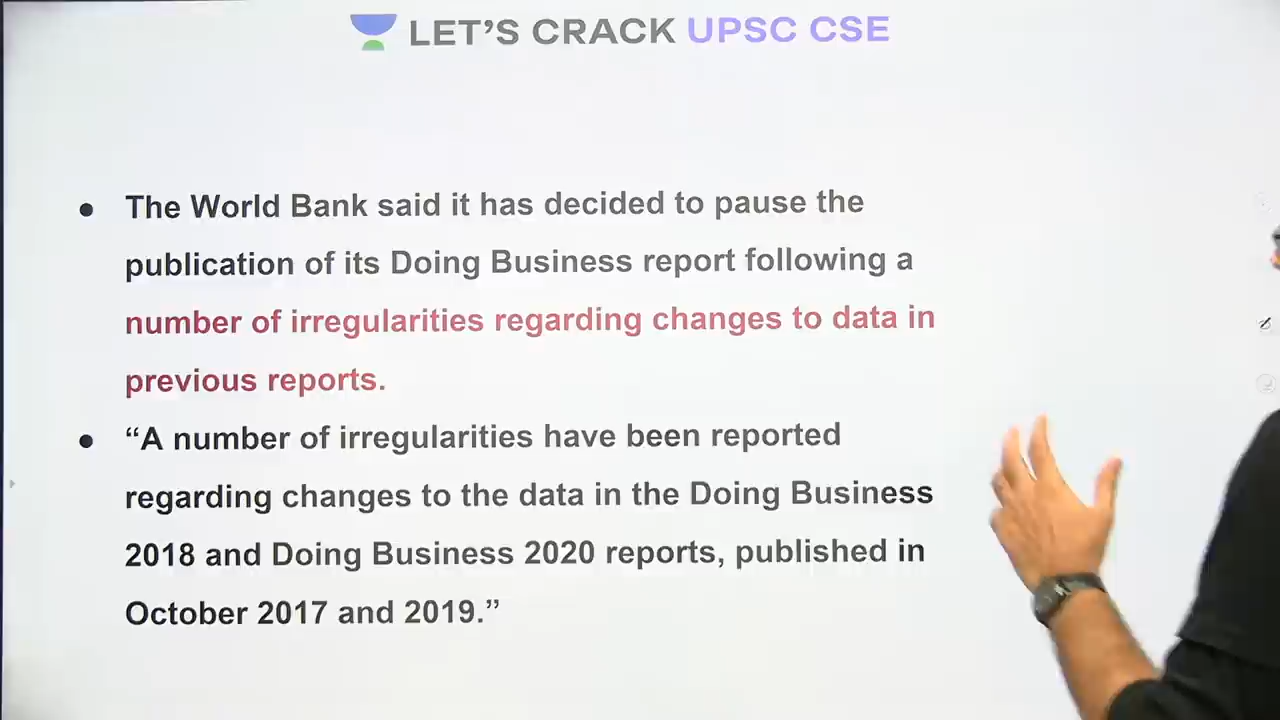 LET'S CRACK UPSC CSE
● The World Bank said it has decided to pause the
publication of its Doing Business report following a
number of irregularities regarding changes to data in
previous reports.
● “A number of irregularities have been reported
regarding changes to the data in the Doing Business
2018 and Doing Business 2020 reports, published in
October 2017 and 2019.”